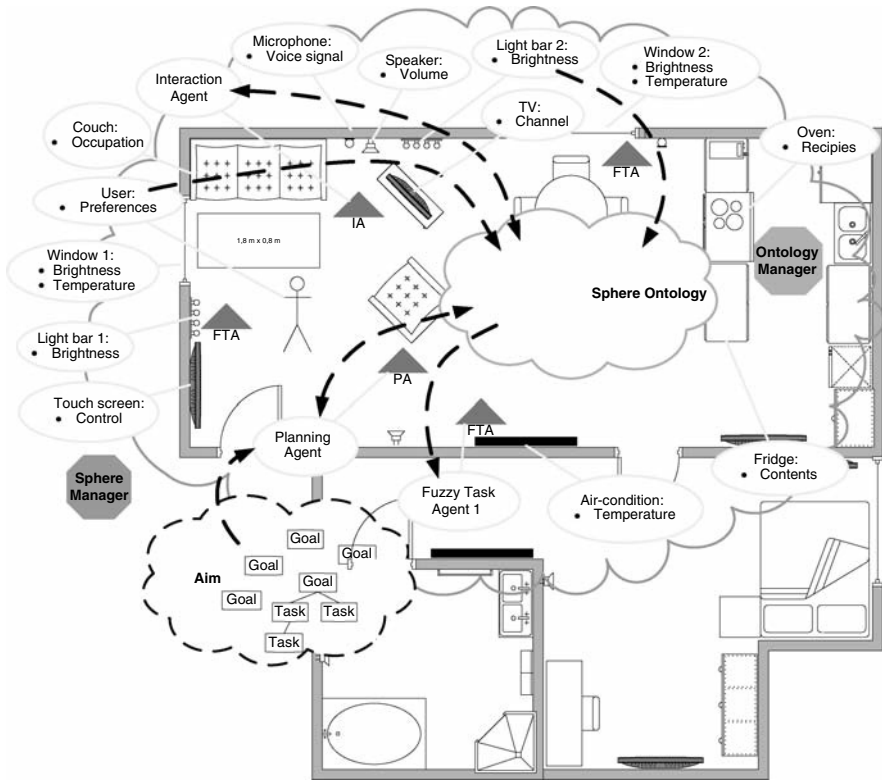 Microphone:
• Voice signal
Speaker:
• Volume
Light bar 2:
• Brightness
Window 2:
• Brightness
• Temperature
Interaction
Agent
TV:
• Channel
Couch:
• Occupation
Oven:
• Recipies
FTA
User:
• Preferences
IA
1,8 m x 0,8 m
Window 1:
• Brightness
• Temperature
Ontology
Manager
Sphere Ontology
FTA
Light bar 1:
• Brightness
PA
Touch screen:
• Control
FTA
Planning
Agent
Sphere
Manager
Fuzzy Task
Agent 1
Air-condition:
• Temperature
Fridge:
• Contents
Goal
Goal
Goal
Aim
Goal
Goal
Task
Task
Task